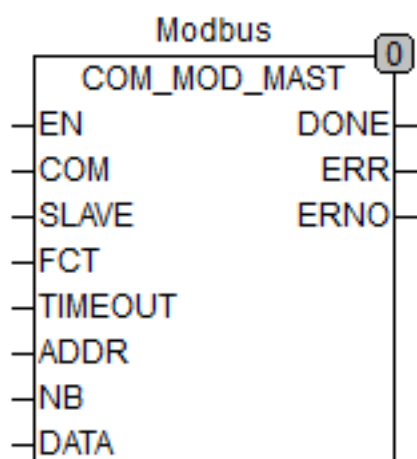 Modbus
0
COM_MOD_MAST
EN DONE
COM ERR
SLAVE ERNO
FCT
TIMEOUT
ADDR
NB
DATA